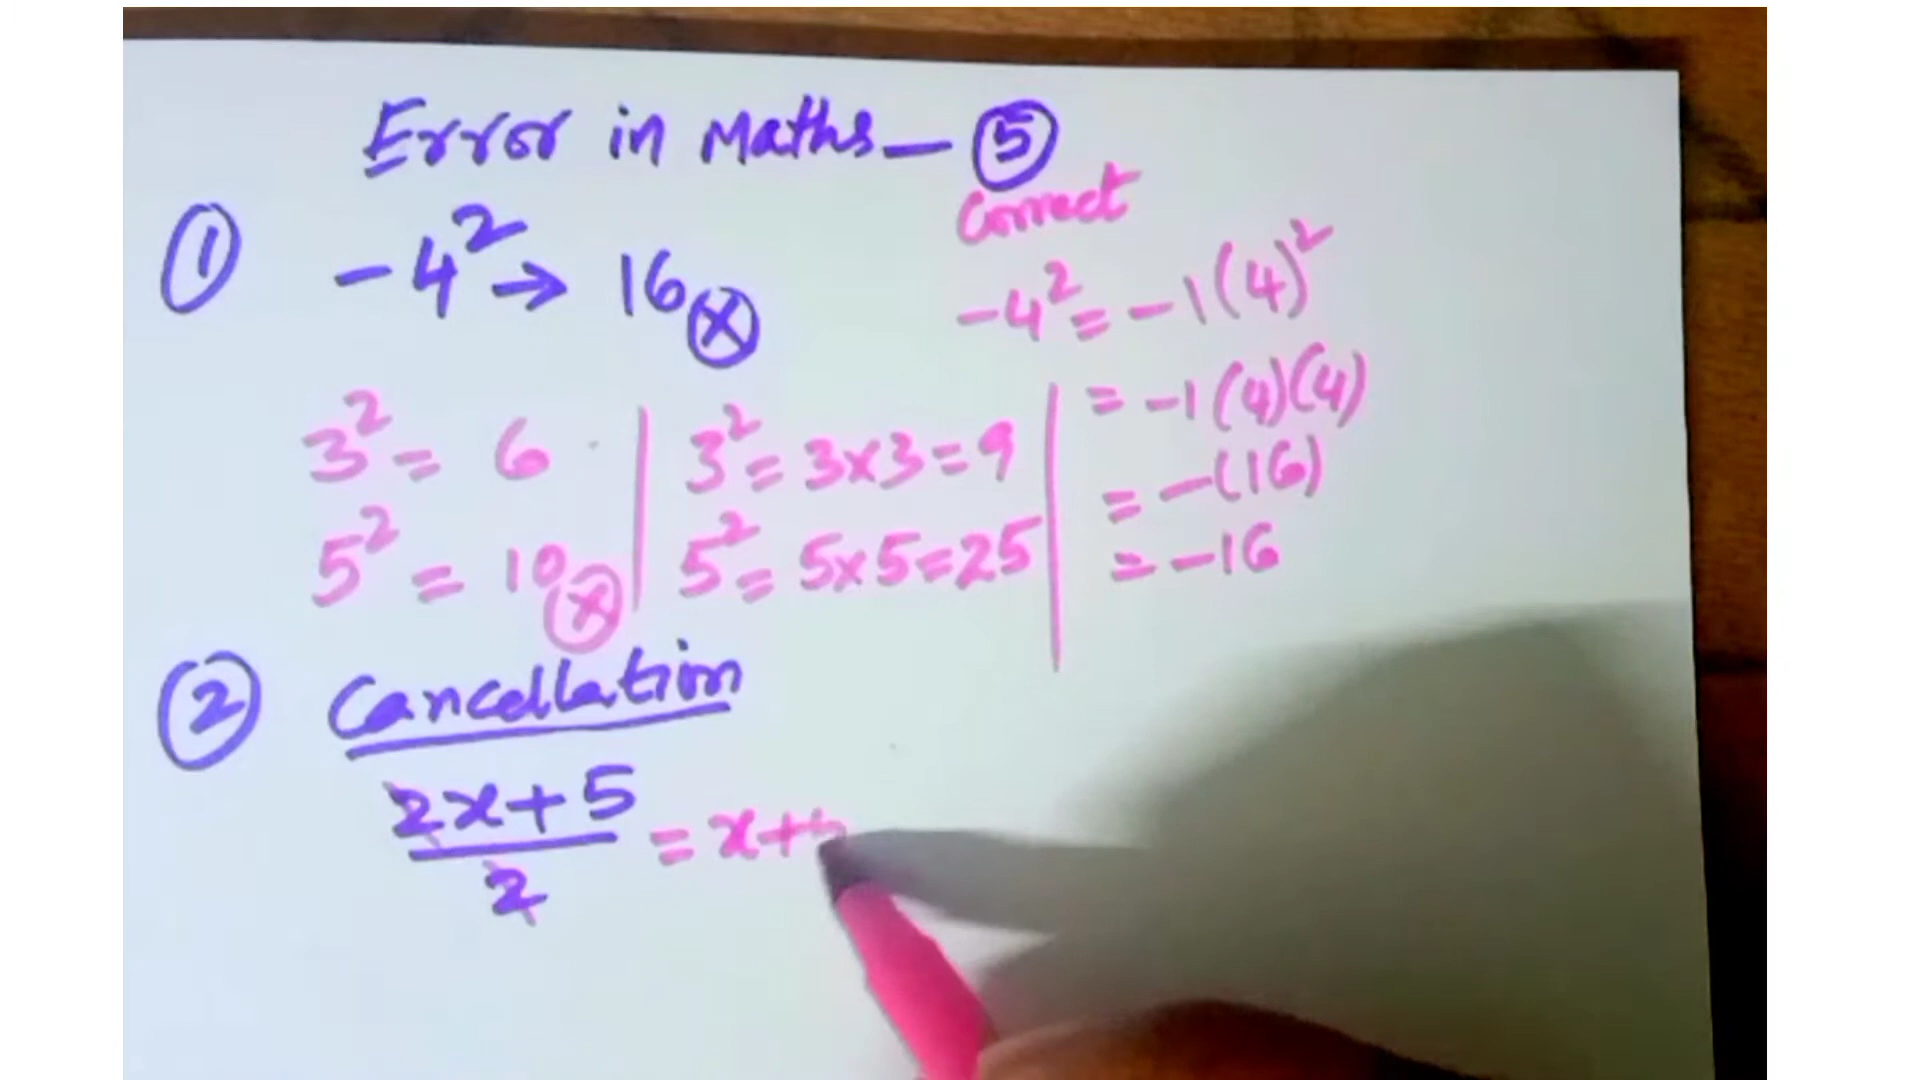 Error in Maths - ⑤
① -4² → 16 ⓧ
Correct
-4² = -1(4)²
= -1(4)(4)
= -(16)
= -16
3² = 6
5² = 10 ⓧ
3² = 3×3 = 9
5² = 5×5 = 25
② Cancellation
2x+5
2
= x+